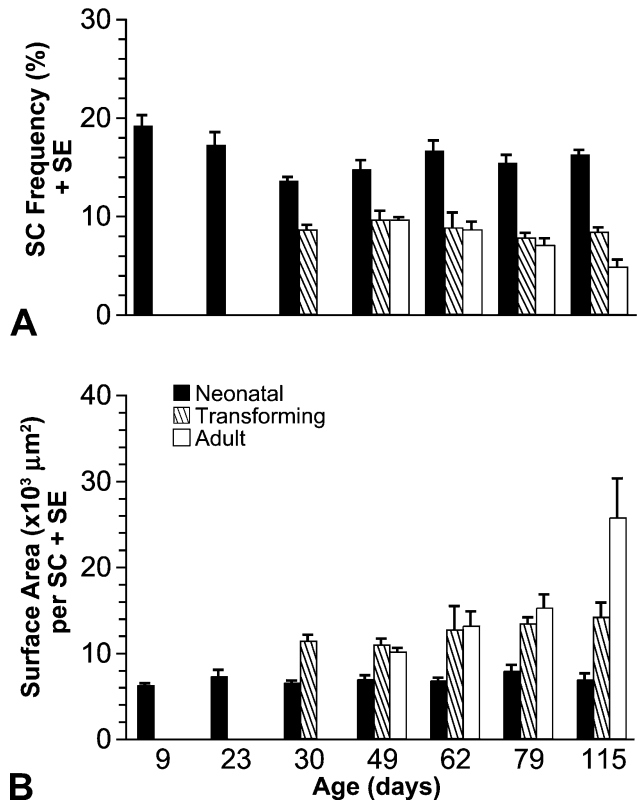 30
20
10
0
SC Frequency (%)
+ SE
A
40
30
20
10
0
Surface Area (x10³ µm²)
per SC + SE
Neonatal
Transforming
Adult
9 23 30 49 62 79 115
Age (days)
B